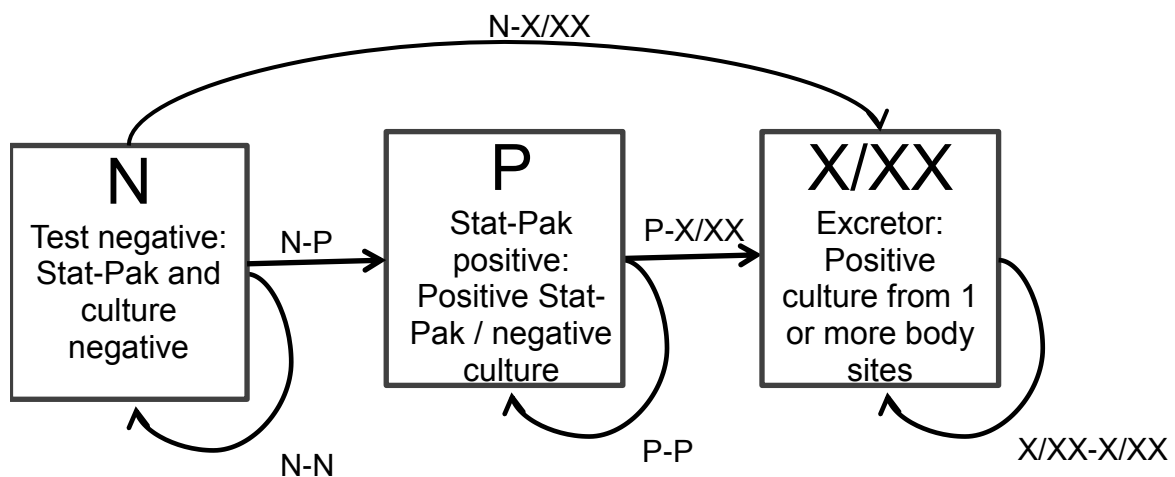 N-X/XX
N
Test negative:
Stat-Pak and
culture
negative
N-P
N-N
P
Stat-Pak
positive:
Positive Stat-
Pak / negative
culture
P-X/XX
P-P
X/XX
Excretor:
Positive
culture from 1
or more body
sites
X/XX-X/XX